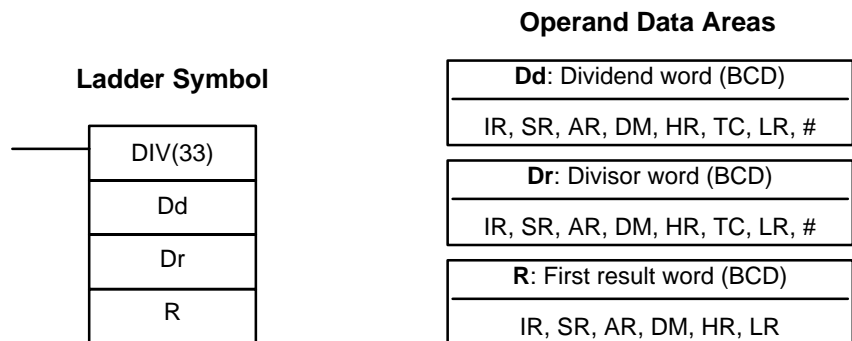 Ladder Symbol
DIV(33)
Dd
Dr
R
Operand Data Areas
Dd: Dividend word (BCD)
IR, SR, AR, DM, HR, TC, LR, #
Dr: Divisor word (BCD)
IR, SR, AR, DM, HR, TC, LR, #
R: First result word (BCD)
IR, SR, AR, DM, HR, LR